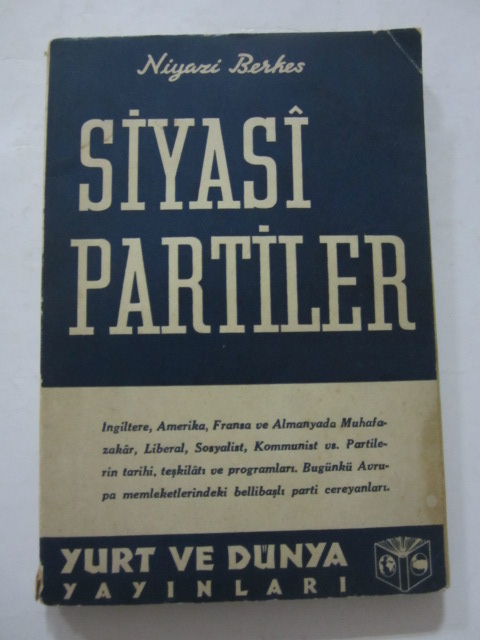 Niyazi Berkes
SİYASÎ
PARTİLER
Ingiltere, Amerika, Fransa ve Almanyada Muhafa-
zakâr, Liberal, Sosyalist, Kommunist vs. Partile-
rin tarihi, teşkilâtı ve programları. Bugünkü Avru-
pa memleketlerindeki bellibaşlı parti cereyanları.
YURT VE DÜNYA
YAYINLARI